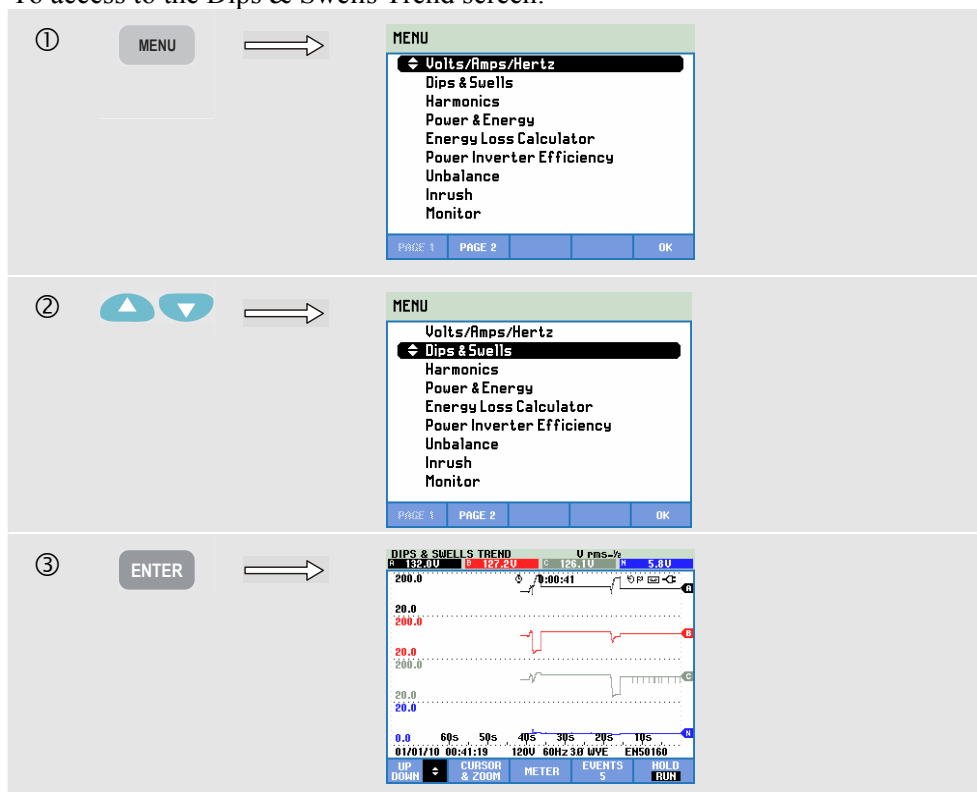 To access to the Dips & Swells Trend screen:
①
MENU
MENU
Volts/Amps/Hertz
Dips & Swells
Harmonics
Power & Energy
Energy Loss Calculator
Power Inverter Efficiency
Unbalance
Inrush
Monitor
PAGE 1 PAGE 2 OK
②
MENU
Volts/Amps/Hertz
Dips & Swells
Harmonics
Power & Energy
Energy Loss Calculator
Power Inverter Efficiency
Unbalance
Inrush
Monitor
PAGE 1 PAGE 2 OK
③
ENTER
DIPS & SWELLS TREND V rms-½
A 132.0V B 127.2V C 126.1V N 5.8V
200.0 0:00:41
A
20.0
200.0
B
20.0
200.0
C
20.0
20.0
N
0.0 60s 50s 40s 30s 20s 10s
01/01/10 00:41:19 120V 60Hz 3Ø WYE EN50160
UP DOWN CURSOR & ZOOM METER EVENTS 5 HOLD RUN